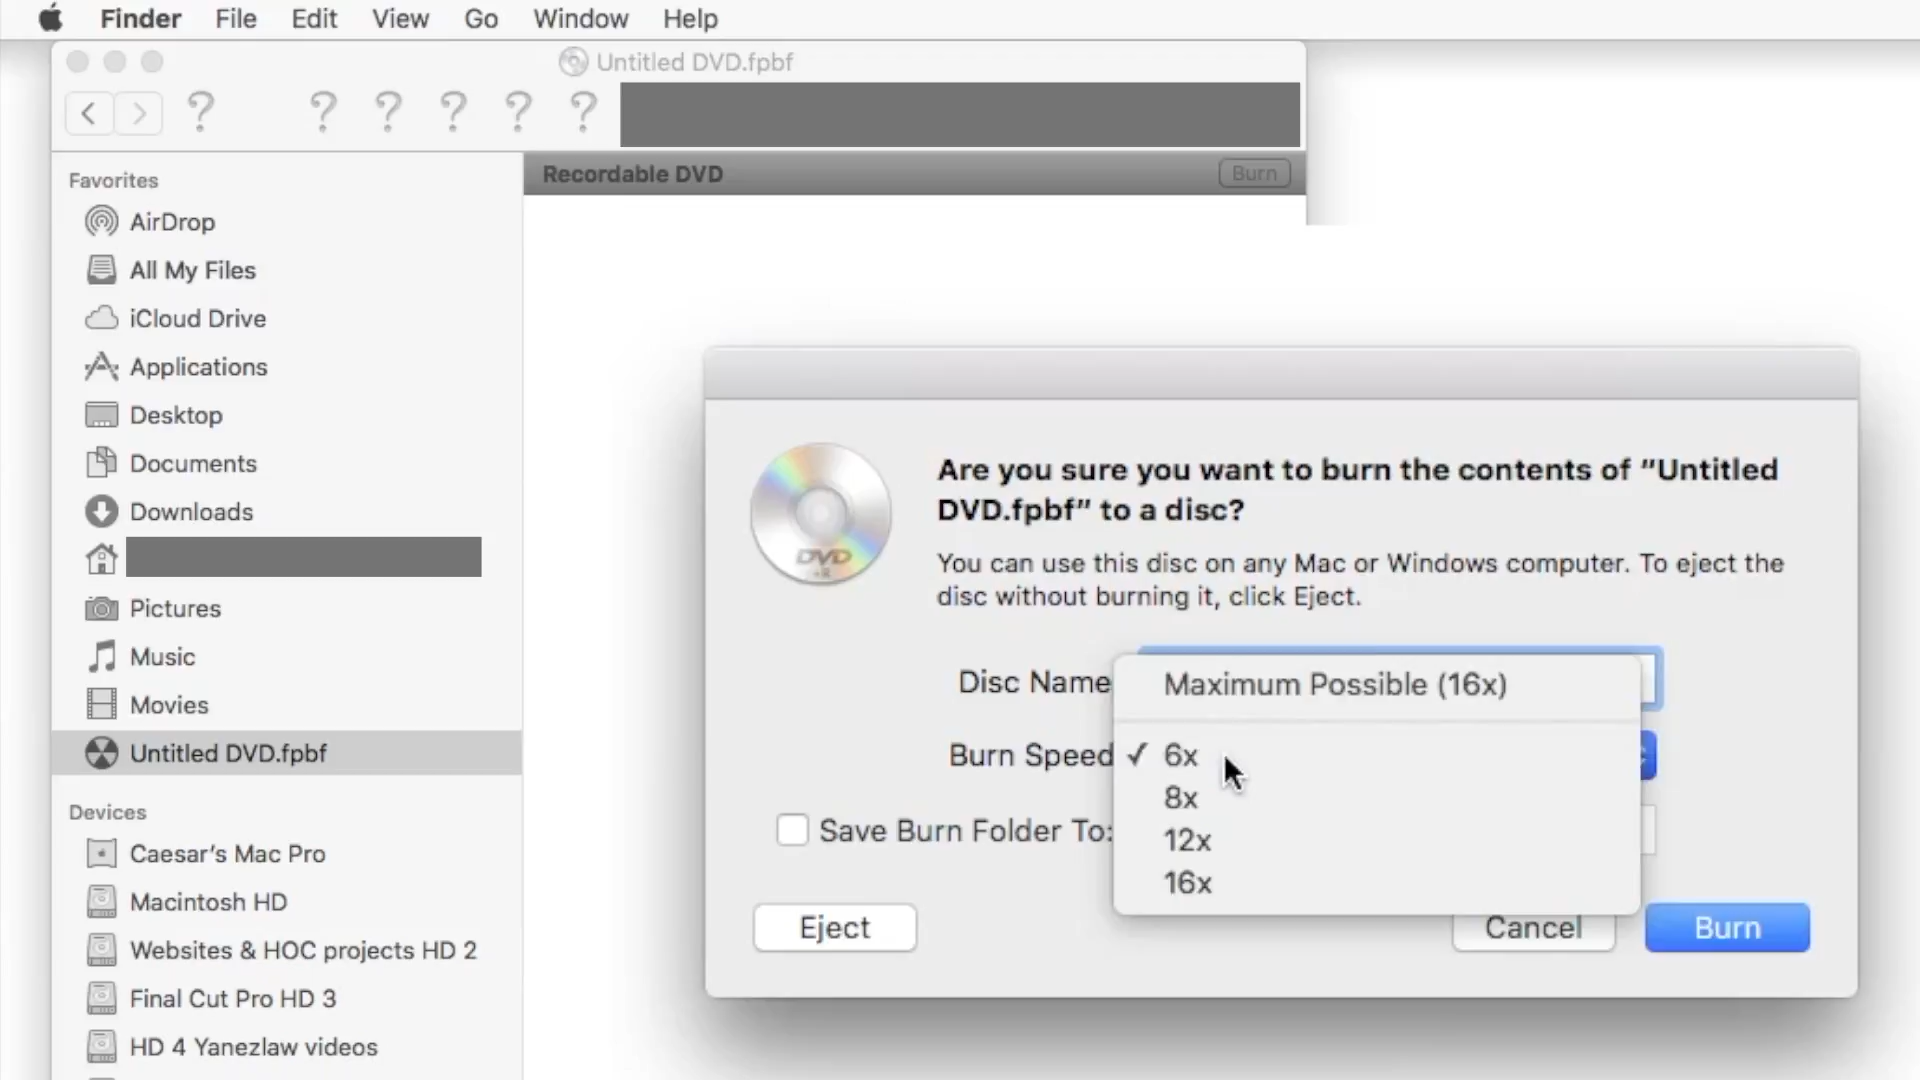 Finder File Edit View Go Window Help
Untitled DVD.fpbf
? ? ? ? ? ?
Recordable DVD Burn
Favorites
AirDrop
All My Files
iCloud Drive
Applications
Desktop
Documents
Downloads
Pictures
Music
Movies
Untitled DVD.fpbf
Devices
Caesar's Mac Pro
Macintosh HD
Websites & HOC projects HD 2
Final Cut Pro HD 3
HD 4 Yanezlaw videos
DVD
+R
Are you sure you want to burn the contents of "Untitled
DVD.fpbf" to a disc?
You can use this disc on any Mac or Windows computer. To eject the
disc without burning it, click Eject.
Disc Name
Maximum Possible (16x)
Burn Speed
✓ 6x
8x
12x
16x
Save Burn Folder To:
Eject Cancel Burn